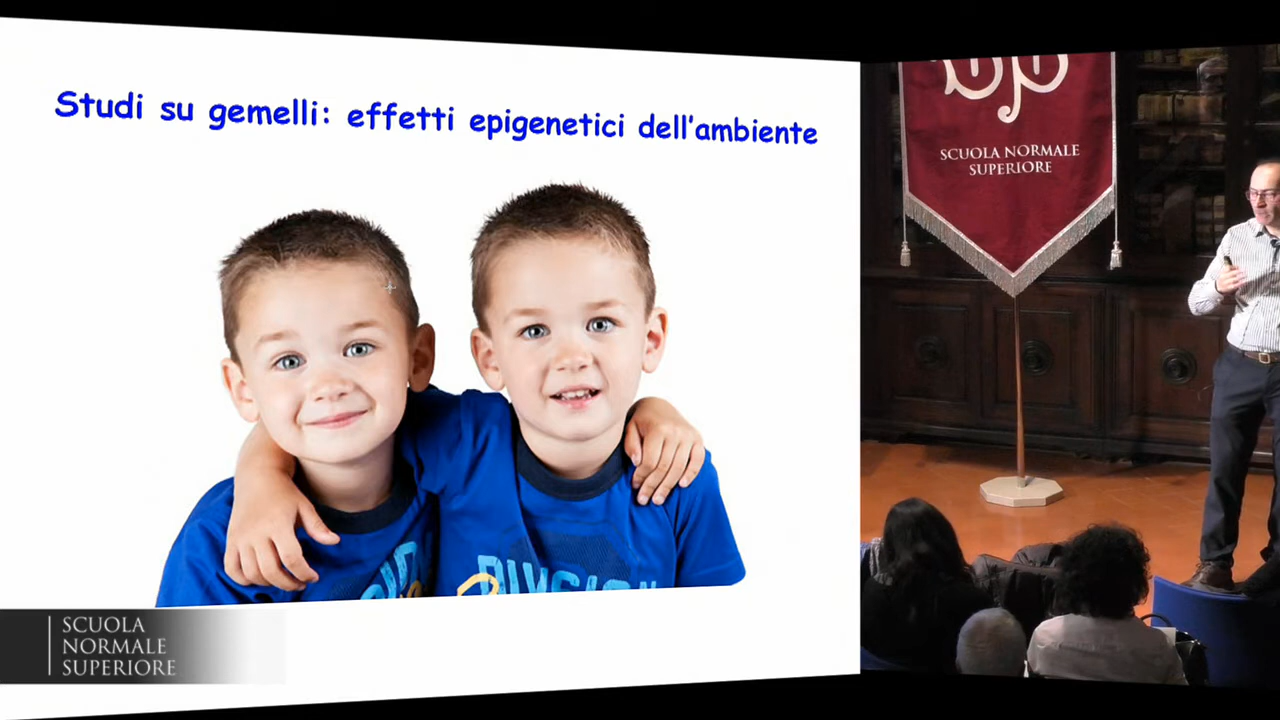 Studi su gemelli: effetti epigenetici dell'ambiente
SCUOLA NORMALE
SUPERIORE
SCUOLA
NORMALE
SUPERIORE